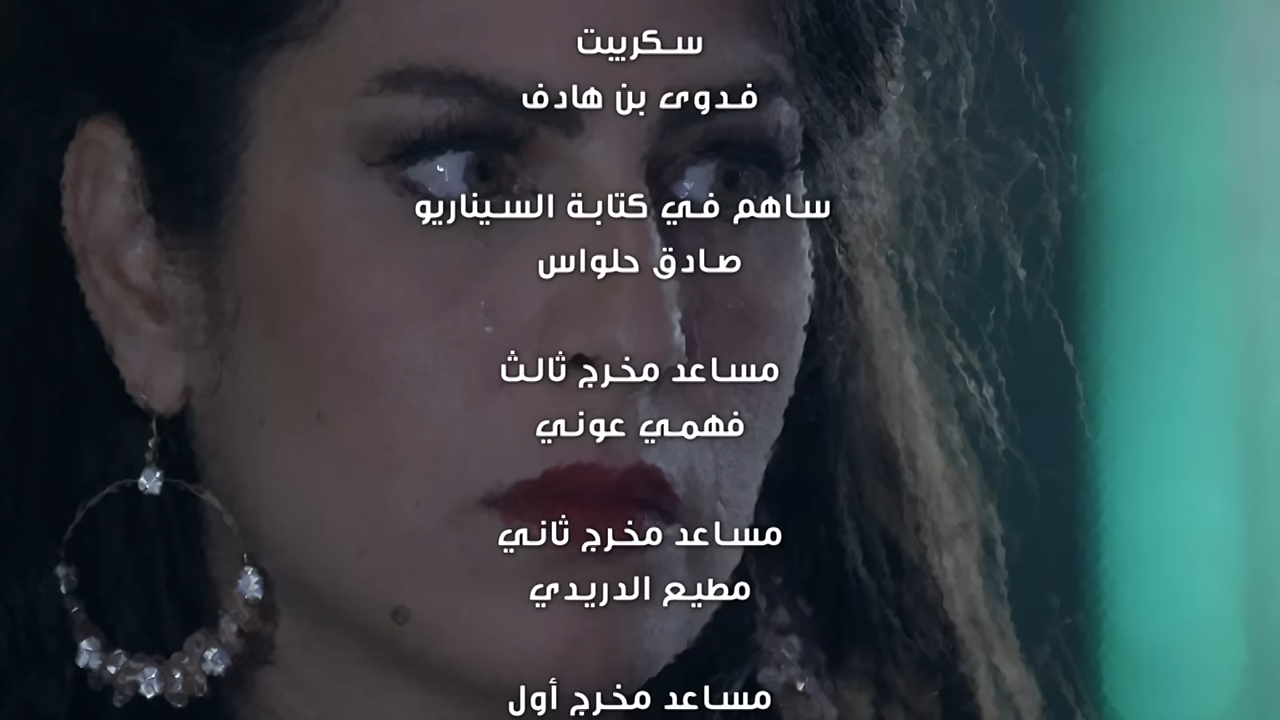 سكريبت
فدوى بن هادف
ساهم في كتابة السيناريو
صادق حلواس
مساعد مخرج ثالث
فهمي عوني
مساعد مخرج ثاني
مطيع الدريدي
مساعد مخرج أول